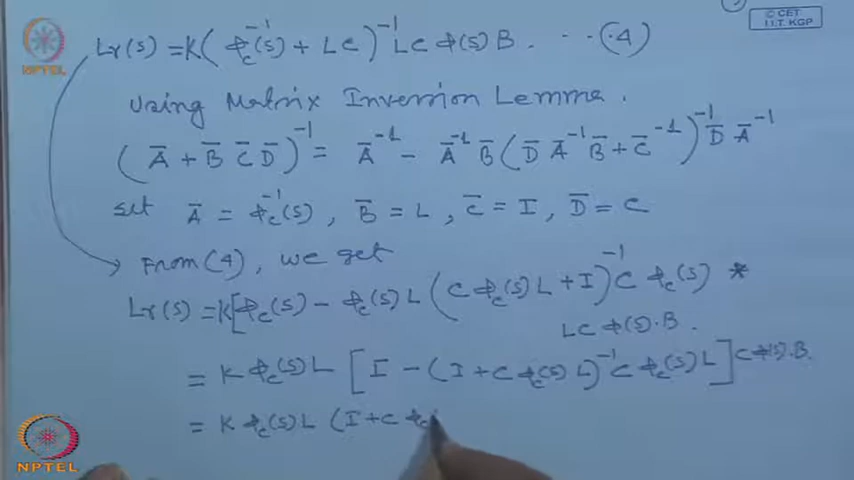 © CET
I.I.T. KGP
NPTEL
Lr(s) = K(Φc⁻¹(s) + LC)⁻¹ LC Φ(s) B. ... (4)
Using Matrix Inversion Lemma.
(Ā + B̄ C̄ D̄)⁻¹ = Ā⁻¹ - Ā⁻¹ B̄ (D̄ Ā⁻¹ B̄ + C̄⁻¹)⁻¹ D̄ Ā⁻¹
set Ā = Φc⁻¹(s), B̄ = L, C̄ = I, D̄ = C
From (4), we get
Lr(s) = K[Φc(s) - Φc(s) L (C Φc(s) L + I)⁻¹ C Φc(s) *
LC Φ(s).B.
= K Φc(s) L [I - (I + C Φc(s) L)⁻¹ C Φc(s) L] C Φ(s).B.
= K Φc(s) L (I + C Φc
NPTEL